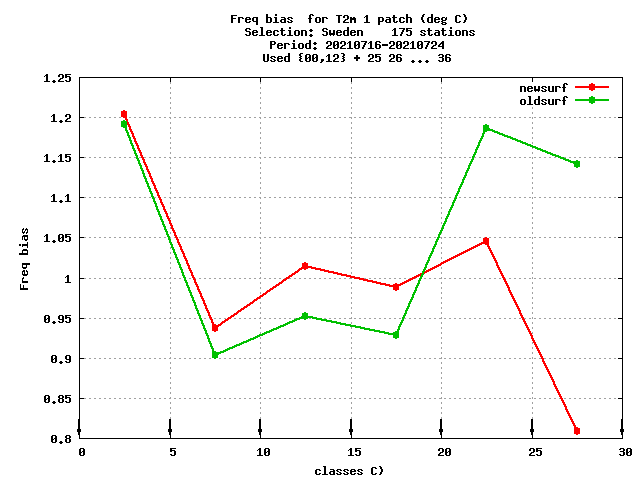 Freq bias  for T2m 1 patch (deg C)
Selection: Sweden    175 stations
Period: 20210716-20210724
Used {00,12} + 25 26 ... 36
newsurf
oldsurf
1.25
1.2
1.15
1.1
1.05
1
0.95
0.9
0.85
0.8
Freq bias
0 5 10 15 20 25 30
classes C)